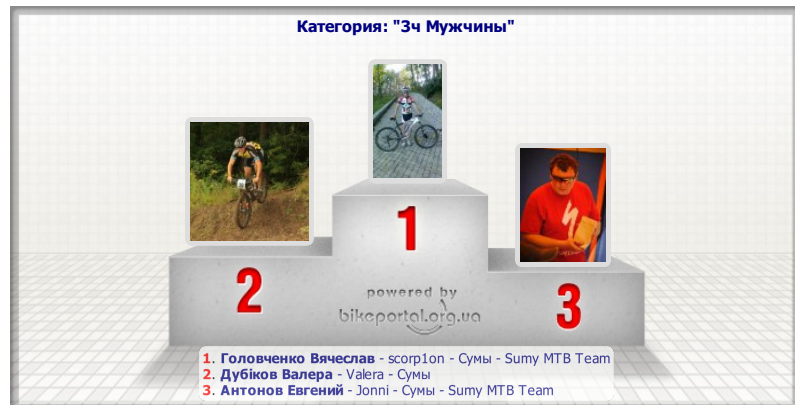 Категория: "3ч Мужчины"
1
2
3
powered by
bikeportal.org.ua
1. Головченко Вячеслав - scorp1on - Сумы - Sumy MTB Team
2. Дубіков Валера - Valera - Сумы
3. Антонов Евгений - Jonni - Сумы - Sumy MTB Team